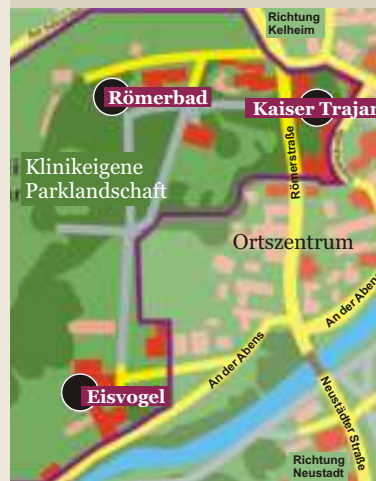 Richtung
Kelheim
Römerbad
Kaiser Trajan
Römerstraße
Klinikeigene
Parklandschaft
Ortszentrum
An der Abens
An der Abens
Eisvogel
Neustädter Straße
Richtung
Neustadt